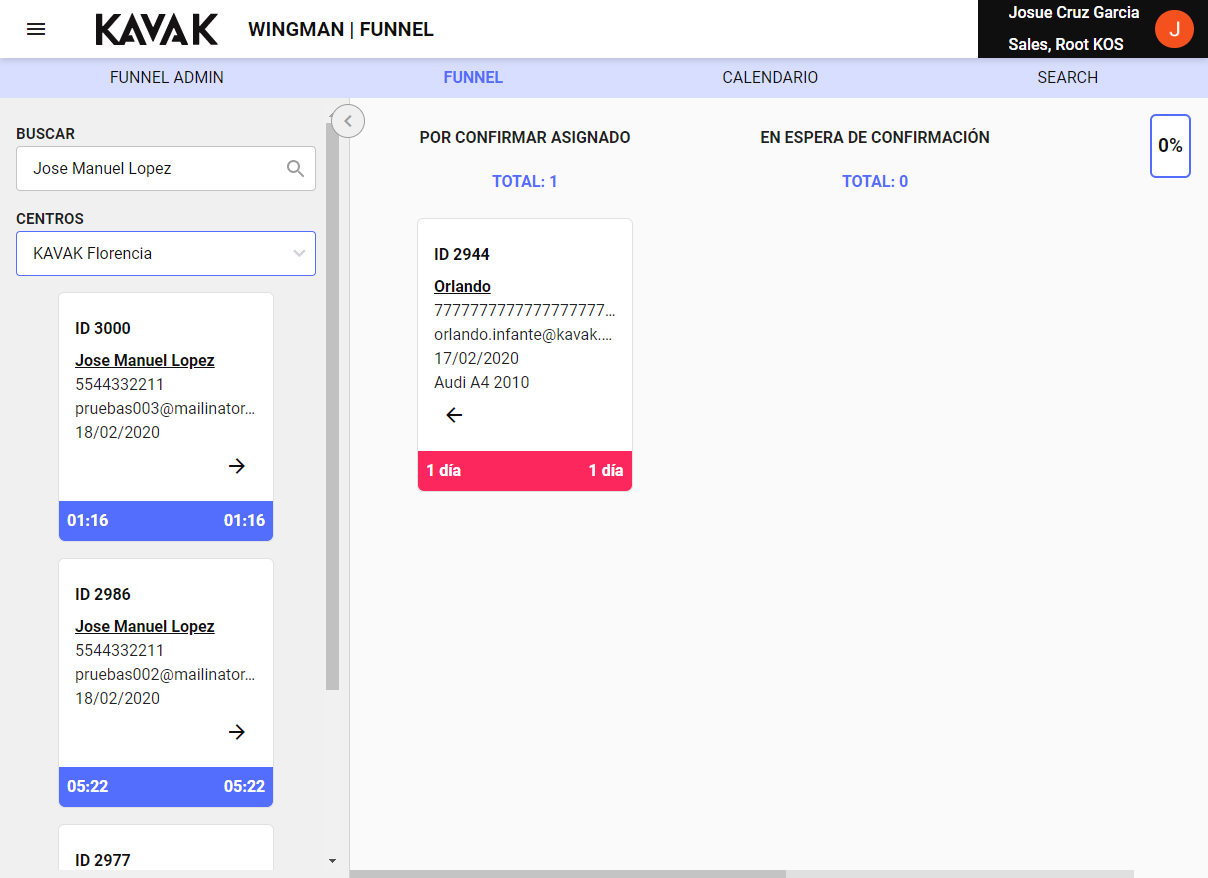 KAVAK
WINGMAN | FUNNEL
Josue Cruz Garcia
Sales, Root KOS
J
FUNNEL ADMIN
FUNNEL
CALENDARIO
SEARCH
BUSCAR
Jose Manuel Lopez
CENTROS
KAVAK Florencia
ID 3000
Jose Manuel Lopez
5544332211
pruebas003@mailinator...
18/02/2020
01:16 01:16
ID 2986
Jose Manuel Lopez
5544332211
pruebas002@mailinator...
18/02/2020
05:22 05:22
ID 2977
POR CONFIRMAR ASIGNADO
TOTAL: 1
ID 2944
Orlando
7777777777777777777...
orlando.infante@kavak....
17/02/2020
Audi A4 2010
1 día 1 día
EN ESPERA DE CONFIRMACIÓN
TOTAL: 0
0%